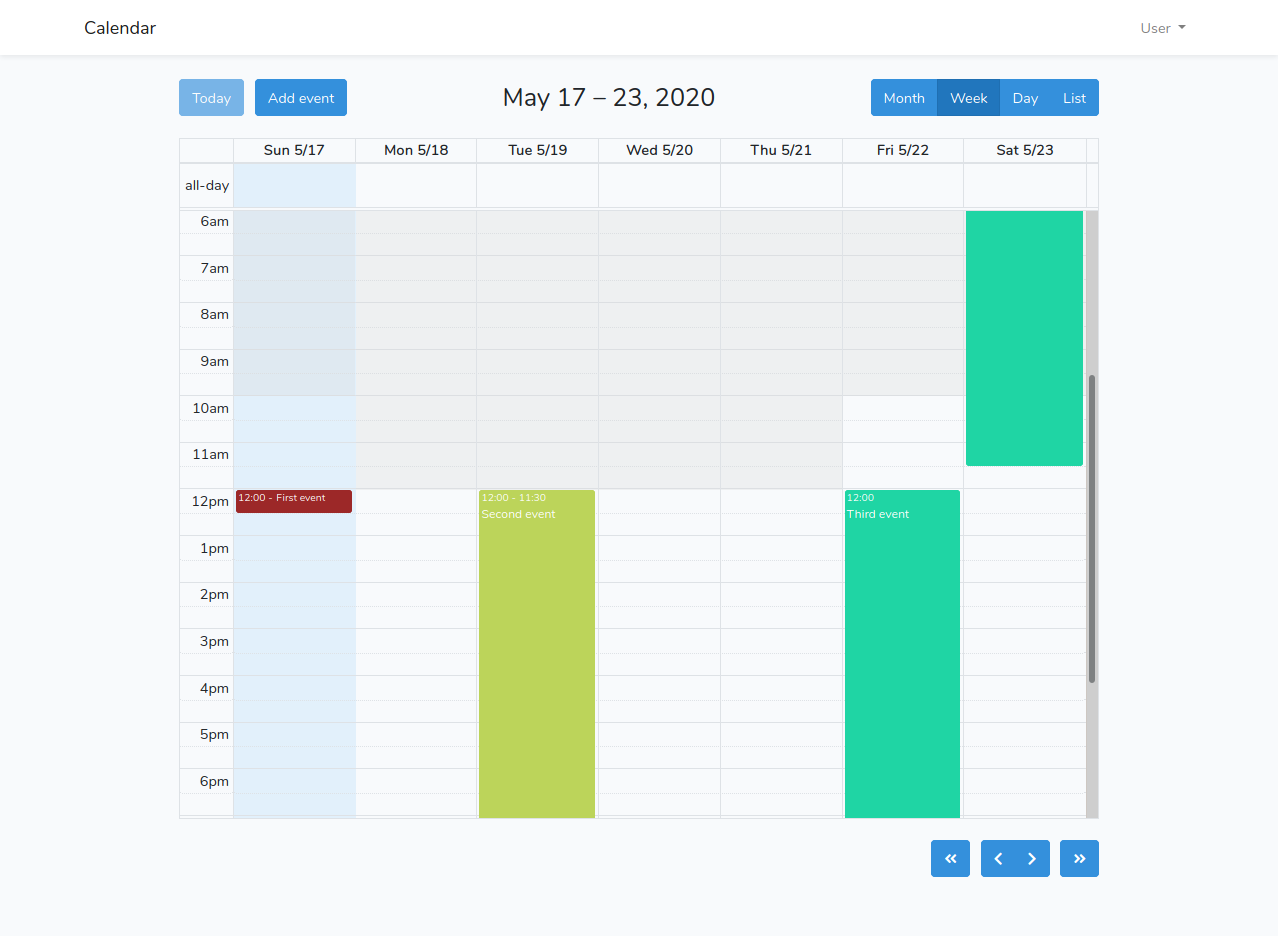 Calendar User
Today Add event May 17 – 23, 2020 Month Week Day List
Sun 5/17 Mon 5/18 Tue 5/19 Wed 5/20 Thu 5/21 Fri 5/22 Sat 5/23
all-day
6am
7am
8am
9am
10am
11am
12pm 12:00 - First event 12:00 - 11:30 12:00
Second event Third event
1pm
2pm
3pm
4pm
5pm
6pm